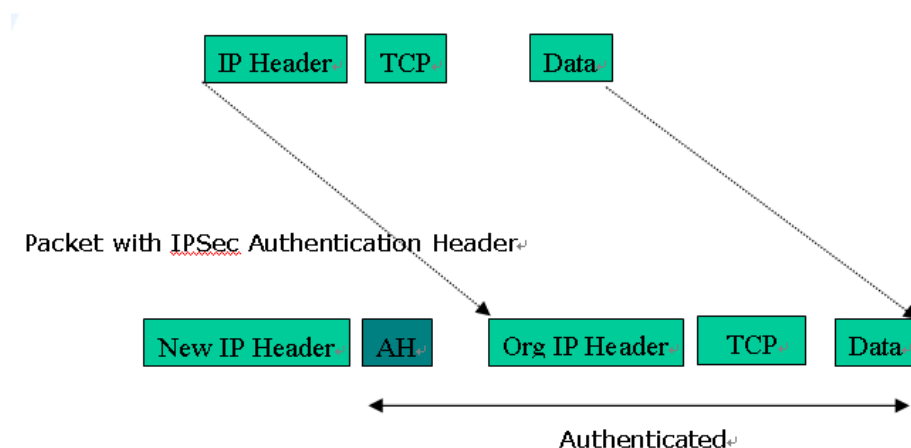 IP Header TCP Data
Packet with IPSec Authentication Header
New IP Header AH Org IP Header TCP Data
Authenticated